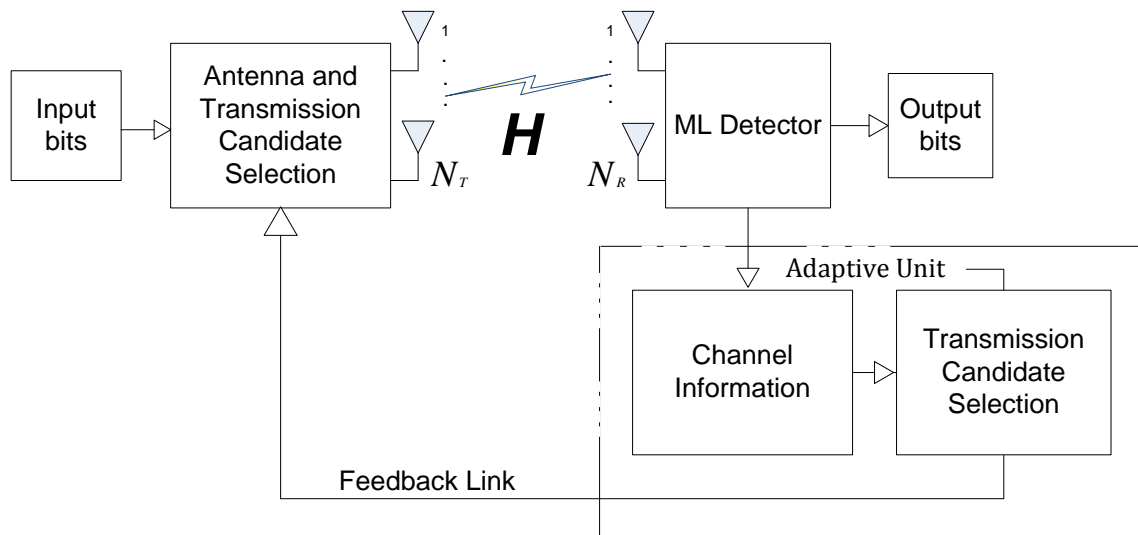 Input
bits
Antenna and
Transmission
Candidate
Selection
1
N_T
H
1
N_R
ML Detector
Output
bits
Adaptive Unit
Channel
Information
Transmission
Candidate
Selection
Feedback Link